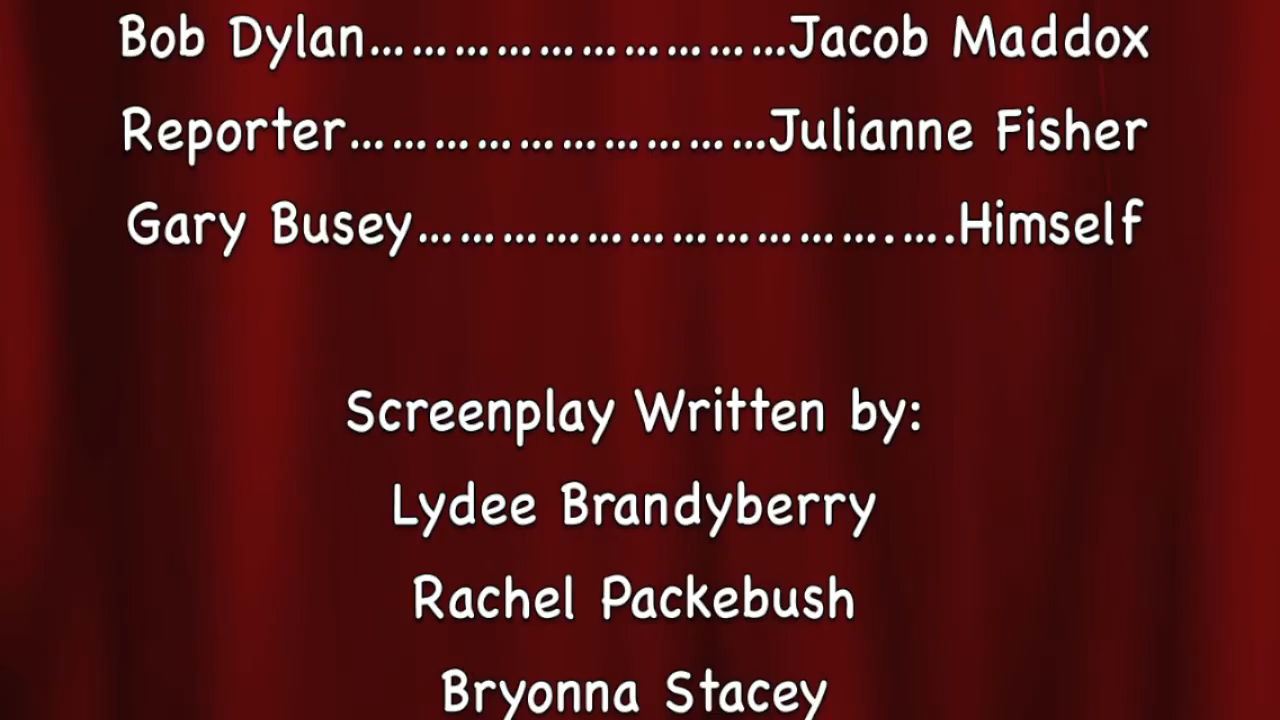 Bob Dylan..............................Jacob Maddox
Reporter..............................Julianne Fisher
Gary Busey......................................Himself
Screenplay Written by:
Lydee Brandyberry
Rachel Packebush
Bryonna Stacey